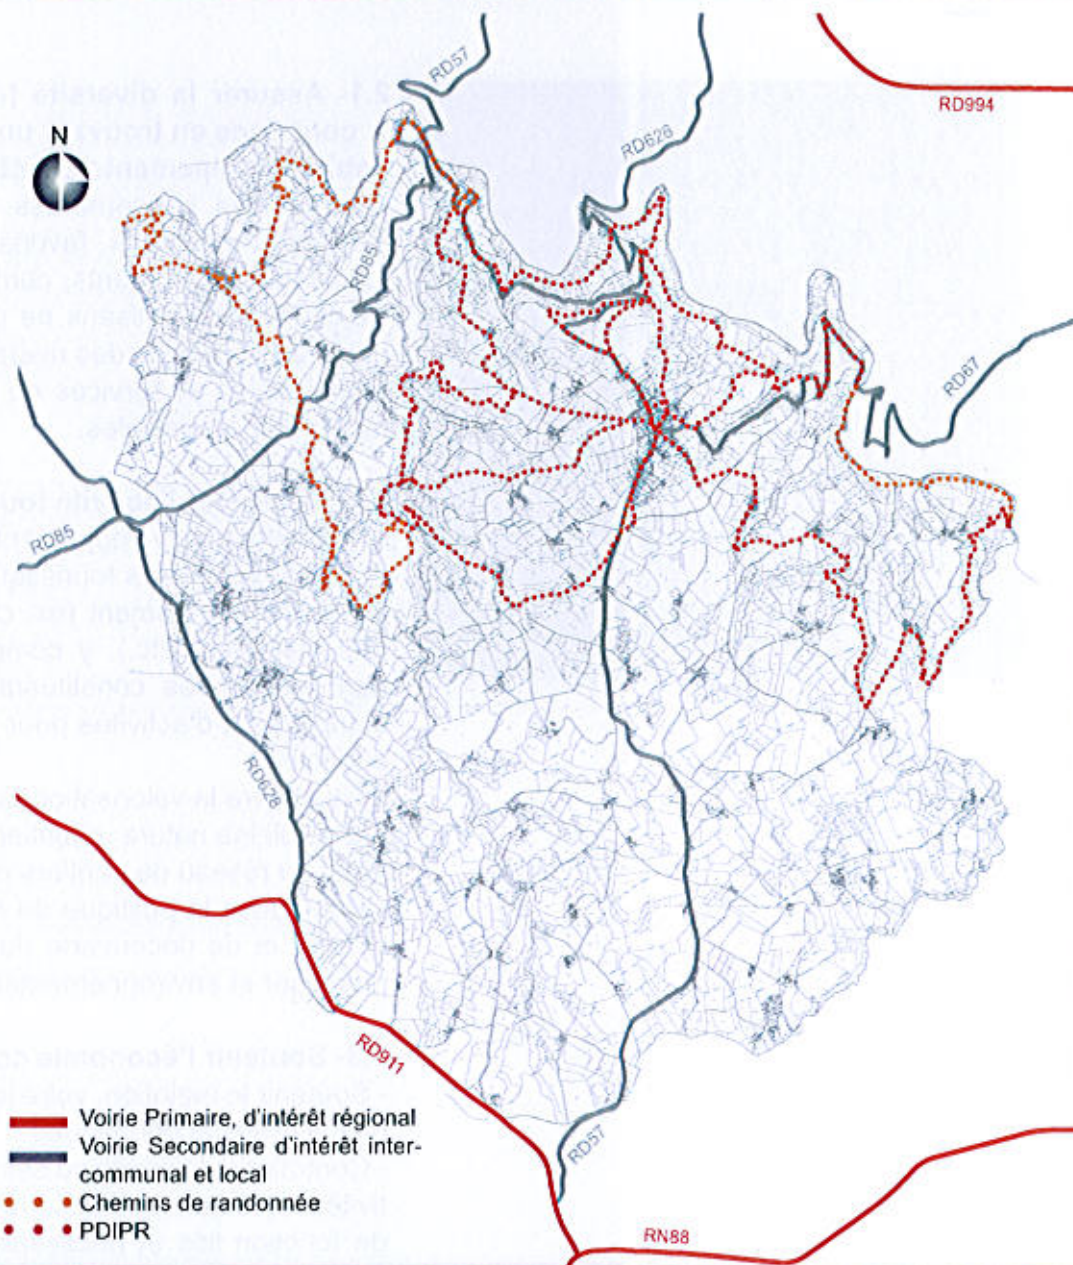 RD57
RD994
RD626
N
RD85
RD67
RD85
RD628
RD911
RD57
RN88
Voirie Primaire, d'intérêt régional
Voirie Secondaire d'intérêt inter-
communal et local
Chemins de randonnée
PDIPR